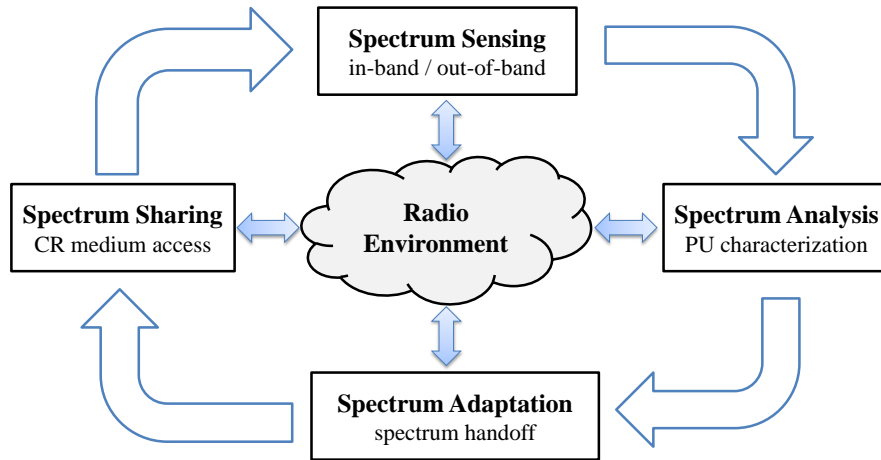 Spectrum Sensing
in-band / out-of-band
Spectrum Sharing
CR medium access
Radio
Environment
Spectrum Analysis
PU characterization
Spectrum Adaptation
spectrum handoff